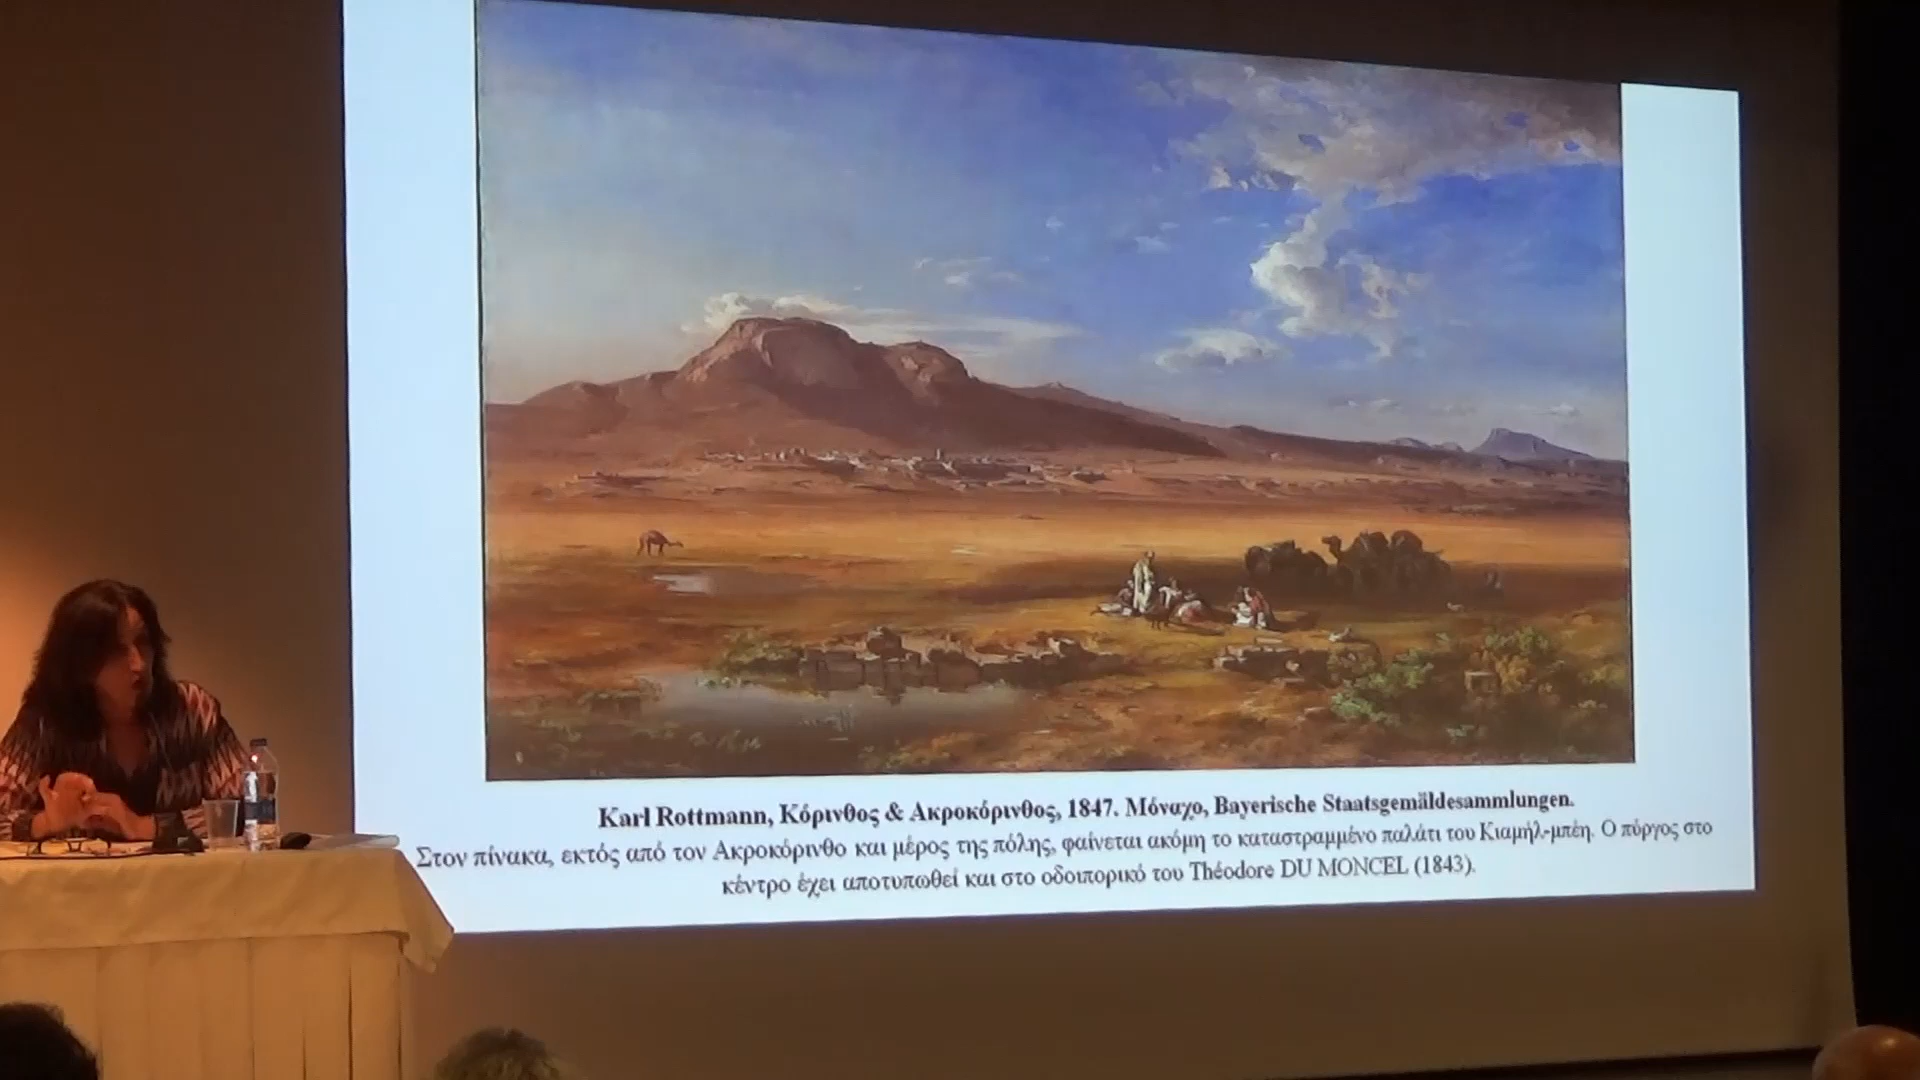 Karl Rottmann, Κόρινθος & Ακροκόρινθος, 1847. Μόναχο, Bayerische Staatsgemäldesammlungen.
Στον πίνακα, εκτός από τον Ακροκόρινθο και μέρος της πόλης, φαίνεται ακόμη το καταστραμμένο παλάτι του Κιαμήλ-μπέη. Ο πύργος στο
κέντρο έχει αποτυπωθεί και στο οδοιπορικό του Théodore DU MONCEL (1843).